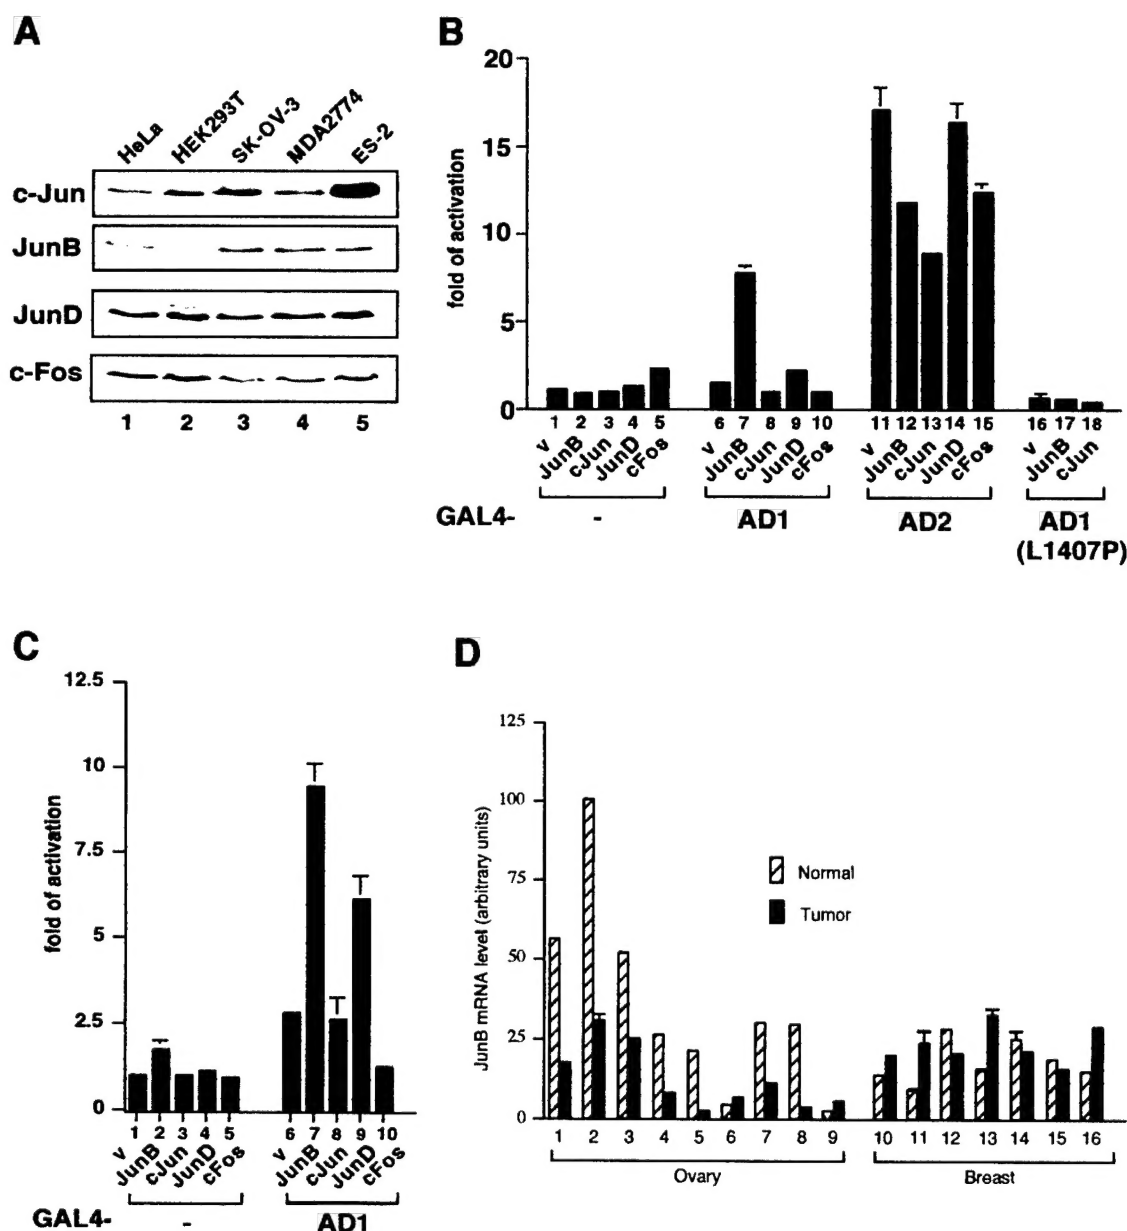 A
HeLa HEK293T SK-OV-3 MDA2774 ES-2
c-Jun
JunB
JunD
c-Fos
1 2 3 4 5
B
fold of activation
20
15
10
5
0
1 2 3 4 5 6 7 8 9 10 11 12 13 14 15 16 17 18
v JunB cJun JunD cFos v JunB cJun JunD cFos v JunB cJun JunD cFos v JunB cJun
GAL4- - AD1 AD2 AD1
(L1407P)
C
fold of activation
12.5
10
7.5
5
2.5
0
1 2 3 4 5 6 7 8 9 10
v JunB cJun JunD cFos v JunB cJun JunD cFos
GAL4- - AD1
D
JunB mRNA level (arbitrary units)
125
100
75
50
25
0
Normal
Tumor
1 2 3 4 5 6 7 8 9 10 11 12 13 14 15 16
Ovary Breast